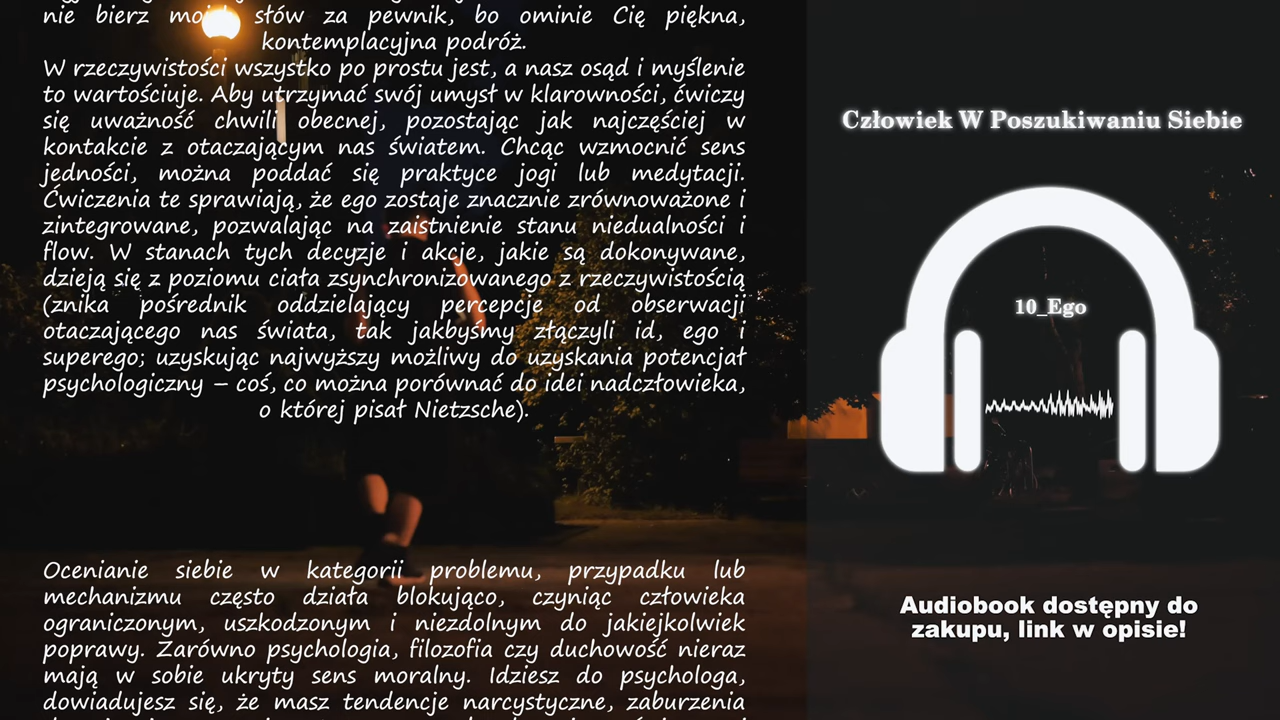 nie bierz moich słów za pewnik, bo ominie Cię piękna,
kontemplacyjna podróż.
W rzeczywistości wszystko po prostu jest, a nasz osąd i myślenie
to wartościuje. Aby utrzymać swój umysł w klarowności, ćwiczy
się uważność chwili obecnej, pozostając jak najczęściej w
kontakcie z otaczającym nas światem. Chcąc wzmocnić sens
jedności, można poddać się praktyce jogi lub medytacji.
Ćwiczenia te sprawiają, że ego zostaje znacznie zrównoważone i
zintegrowane, pozwalając na zaistnienie stanu niedualności i
flow. W stanach tych decyzje i akcje, jakie są dokonywane,
dzieją się z poziomu ciała zsynchronizowanego z rzeczywistością
(znika pośrednik oddzielający percepcje od obserwacji
otaczającego nas świata, tak jakbyśmy złączyli id, ego i
superego; uzyskując najwyższy możliwy do uzyskania potencjał
psychologiczny – coś, co można porównać do idei nadczłowieka,
o której pisał Nietzsche).
Ocenianie siebie w kategorii problemu, przypadku lub
mechanizmu często działa blokująco, czyniąc człowieka
ograniczonym, uszkodzonym i niezdolnym do jakiejkolwiek
poprawy. Zarówno psychologia, filozofia czy duchowość nieraz
mają w sobie ukryty sens moralny. Idziesz do psychologa,
dowiadujesz się, że masz tendencje narcystyczne, zaburzenia
Człowiek W Poszukiwaniu Siebie
10_Ego
Audiobook dostępny do
zakupu, link w opisie!